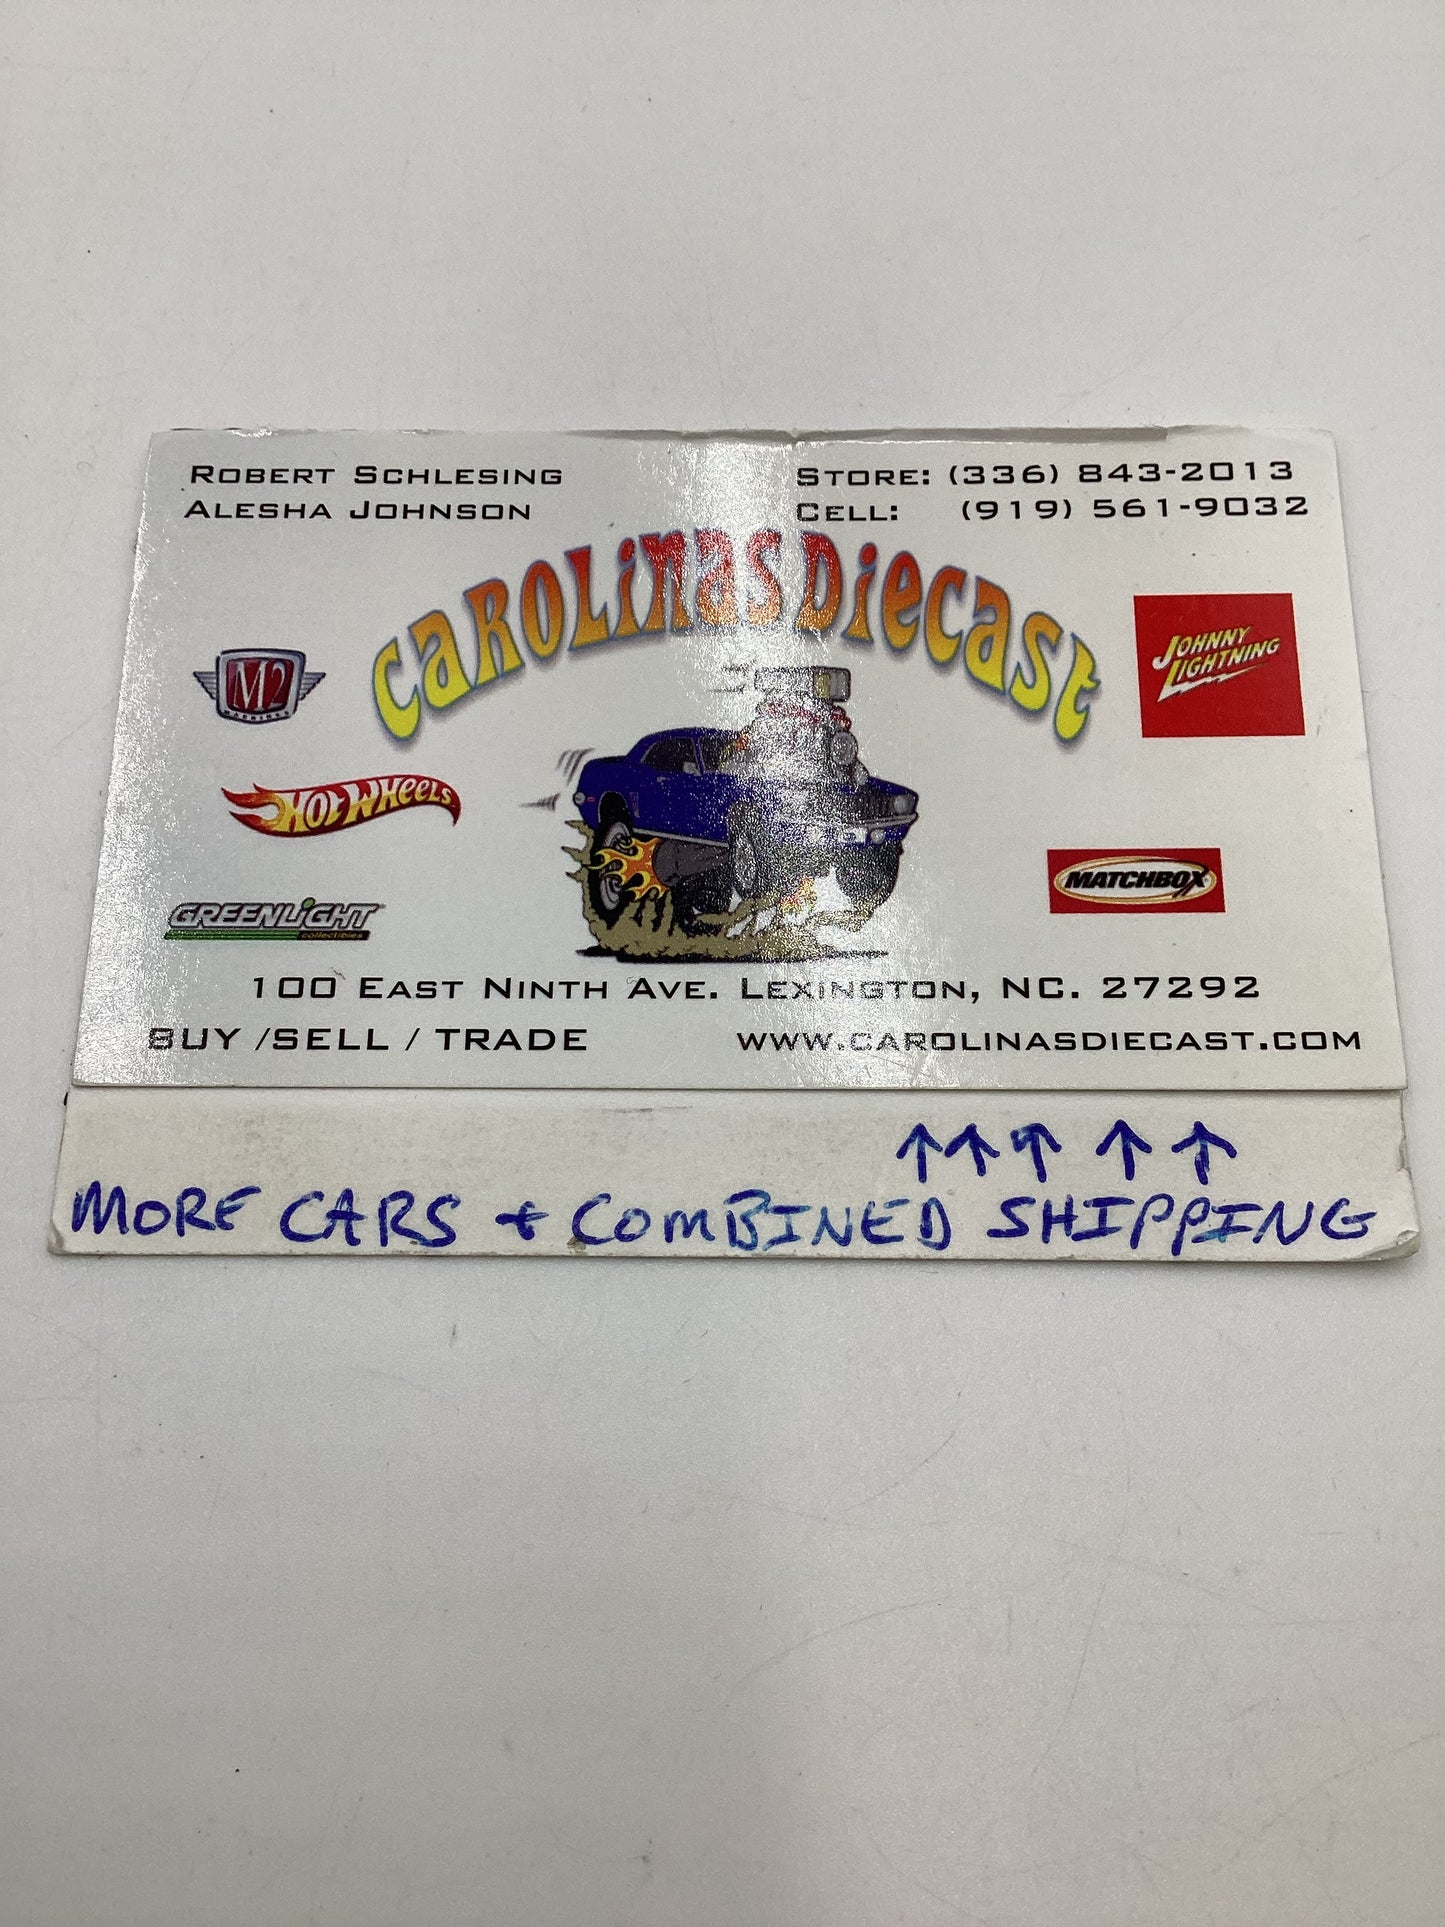 ROBERT SCHLESING
ALESHA JOHNSON
STORE: (336) 843-2013
CELL: (919) 561-9032
CAROLINAS DIECAST
M2
MACHINES
JOHNNY
LIGHTNING
HOT WHEELS
MATCHBOX
GREENLIGHT
collectibles
100 EAST NINTH AVE. LEXINGTON, NC. 27292
BUY /SELL / TRADE
WWW.CAROLINASDIECAST.COM
↑ ↑ ↑ ↑ ↑
MORE CARS + COMBINED SHIPPING